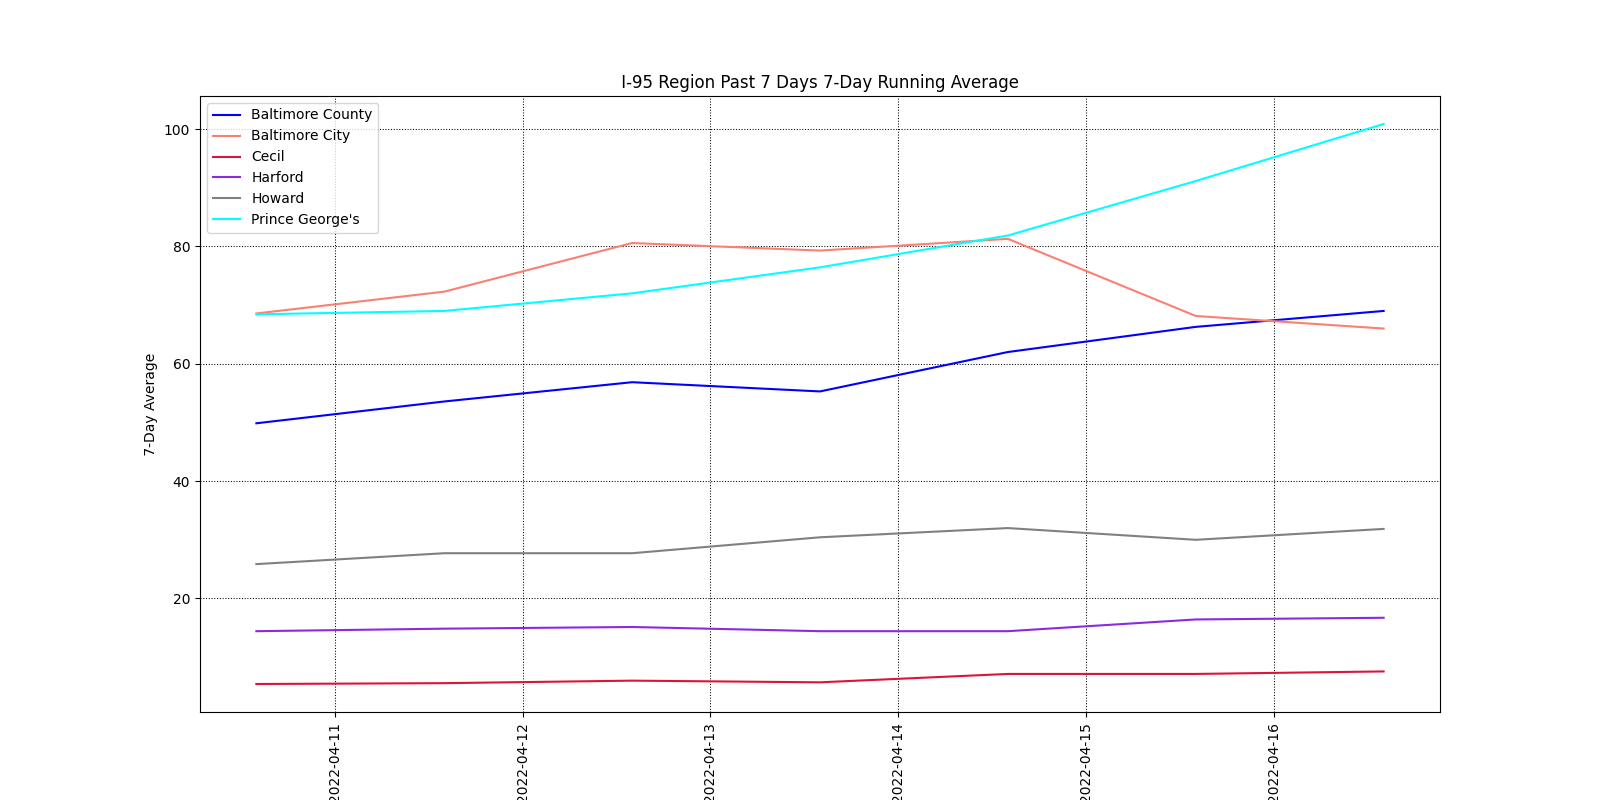 I-95 Region Past 7 Days 7-Day Running Average
Baltimore County
Baltimore City
Cecil
Harford
Howard
Prince George's
100
80
60
40
20
7-Day Average
2022-04-11
2022-04-12
2022-04-13
2022-04-14
2022-04-15
2022-04-16